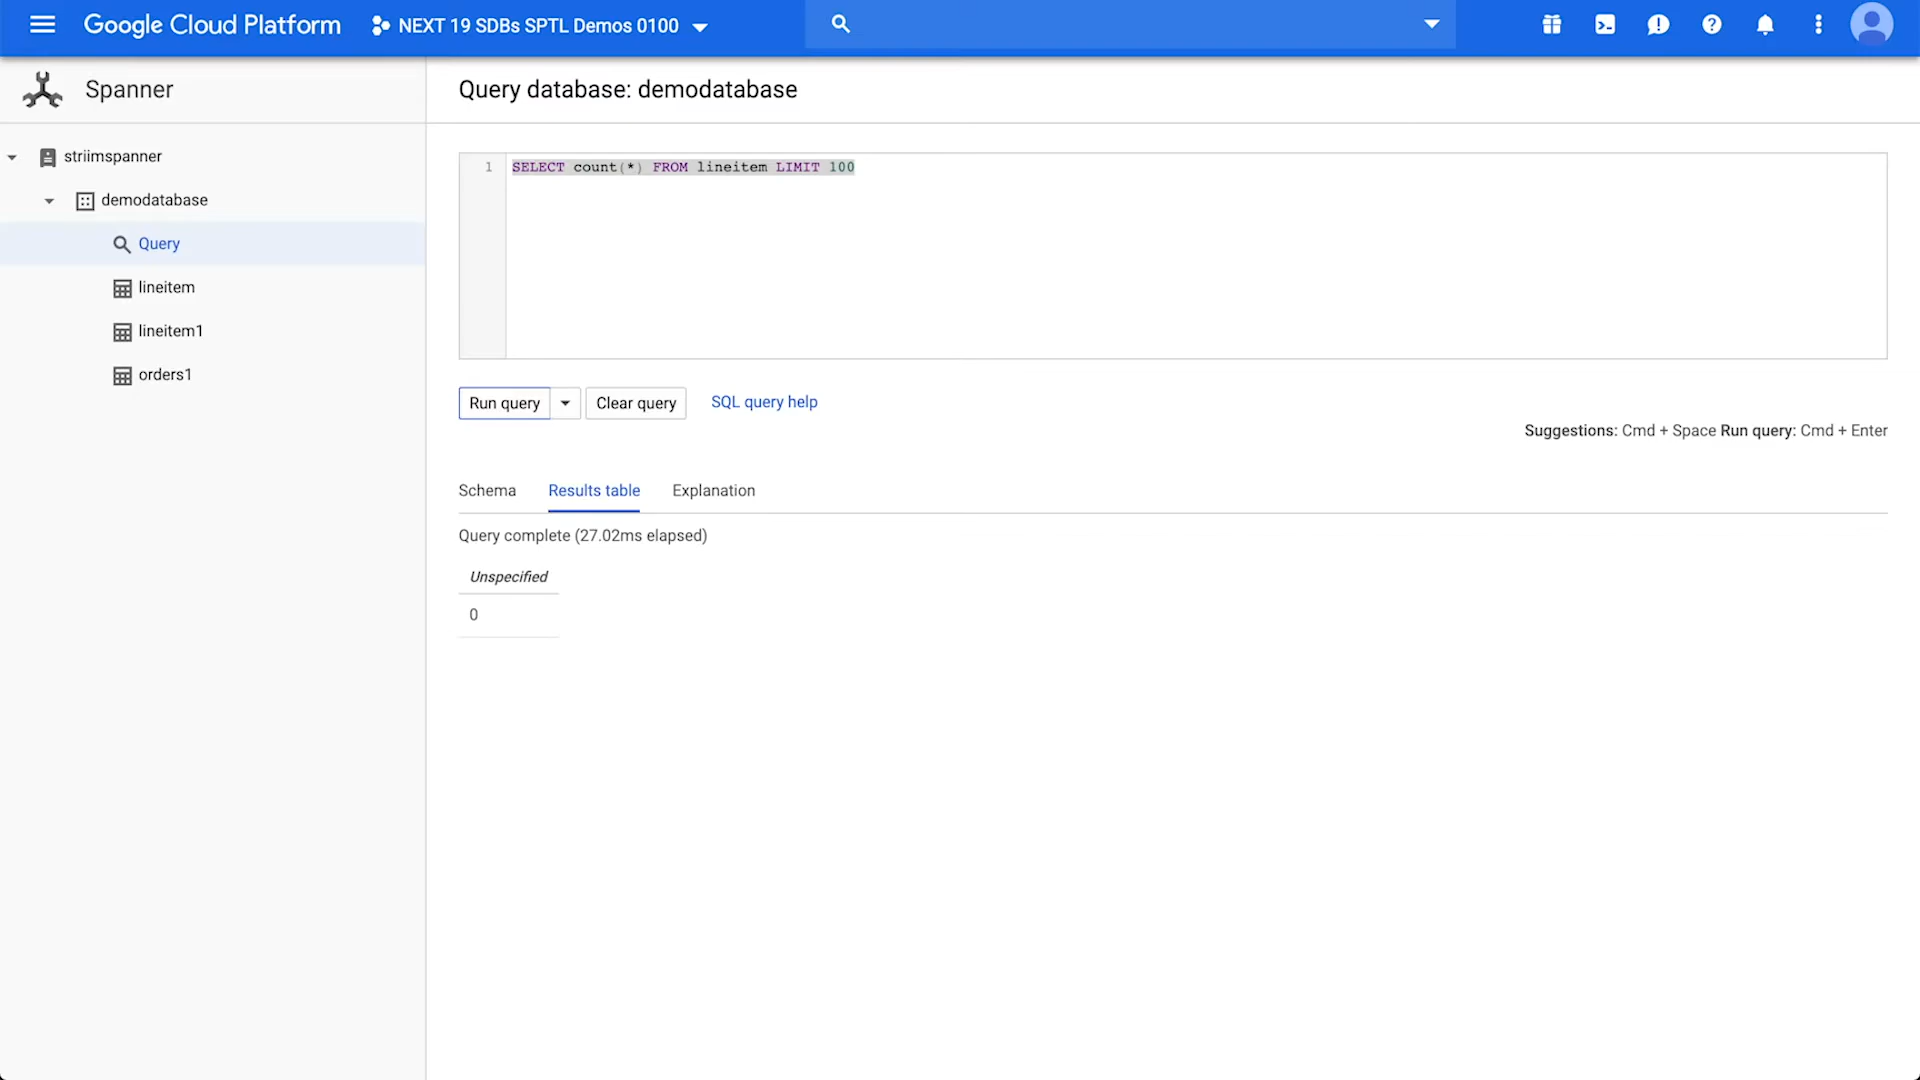 Google Cloud Platform
NEXT 19 SDBs SPTL Demos 0100
Spanner
Query database: demodatabase
striimspanner
demodatabase
Query
lineitem
lineitem1
orders1
1 SELECT count(*) FROM lineitem LIMIT 100
Run query
Clear query
SQL query help
Suggestions: Cmd + Space Run query: Cmd + Enter
Schema
Results table
Explanation
Query complete (27.02ms elapsed)
Unspecified
0